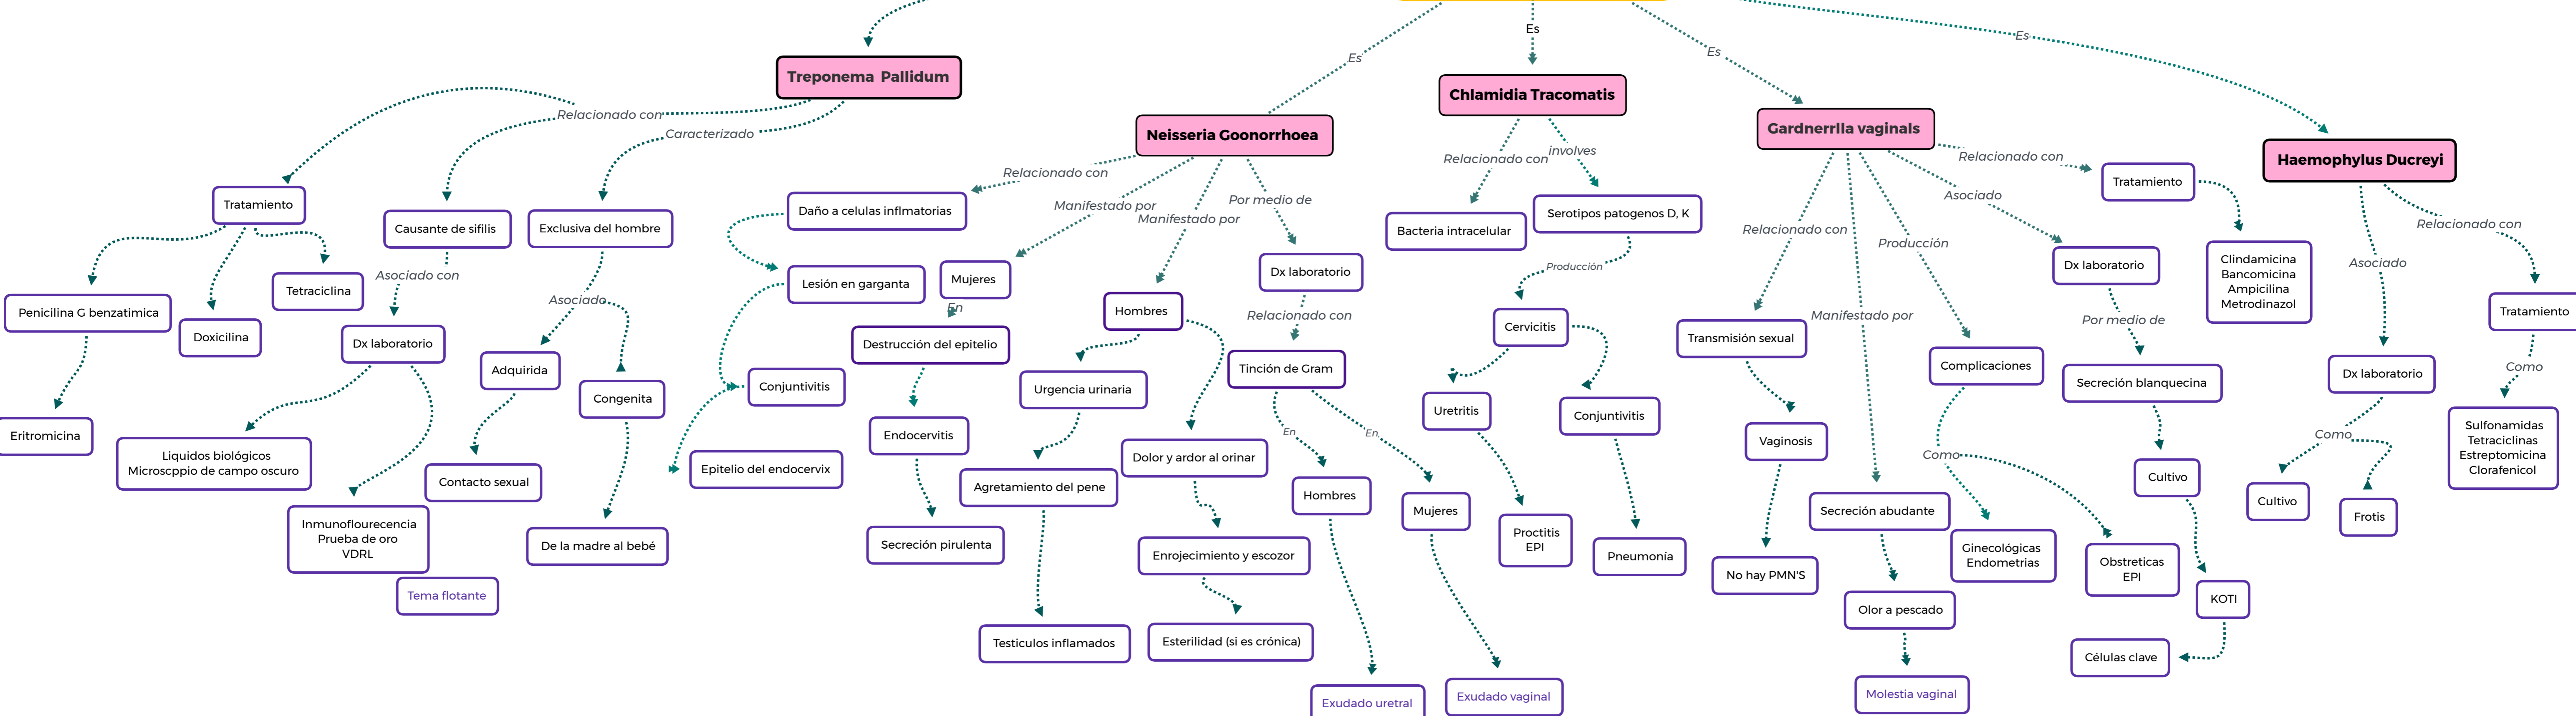 Es
Es
Es
Es
Treponema Pallidum
Relacionado con
Caracterizado
Tratamiento
Causante de sifilis
Exclusiva del hombre
Asociado con
Asociado
Penicilina G benzatimica
Doxicilina
Tetraciclina
Dx laboratorio
Adquirida
Congenita
Eritromicina
Liquidos biológicos
Microscppio de campo oscuro
Contacto sexual
Inmunoflourecencia
Prueba de oro
VDRL
De la madre al bebé
Tema flotante
Neisseria Goonorrhoea
Relacionado con
Manifestado por
Manifestado por
Por medio de
Daño a celulas inflmatorias
Lesión en garganta
Conjuntivitis
Epitelio del endocervix
Mujeres
En
Destrucción del epitelio
Endocervitis
Secreción pirulenta
Hombres
Urgencia urinaria
Agretamiento del pene
Testiculos inflamados
Dolor y ardor al orinar
Enrojecimiento y escozor
Esterilidad (si es crónica)
Dx laboratorio
Relacionado con
Tinción de Gram
En
En
Hombres
Mujeres
Exudado uretral
Exudado vaginal
Chlamidia Tracomatis
Relacionado con
involves
Bacteria intracelular
Serotipos patogenos D, K
Producción
Cervicitis
Uretritis
Conjuntivitis
Proctitis
EPI
Pneumonía
Gardnerrlla vaginals
Relacionado con
Manifestado por
Producción
Asociado
Relacionado con
Transmisión sexual
Vaginosis
No hay PMN'S
Secreción abudante
Olor a pescado
Molestia vaginal
Complicaciones
Como
Ginecológicas
Endometrias
Obstreticas
EPI
Dx laboratorio
Por medio de
Secreción blanquecina
Cultivo
KOTI
Células clave
Tratamiento
Clindamicina
Bancomicina
Ampicilina
Metrodinazol
Haemophylus Ducreyi
Asociado
Relacionado con
Dx laboratorio
Como
Cultivo
Frotis
Tratamiento
Como
Sulfonamidas
Tetraciclinas
Estreptomicina
Clorafenicol